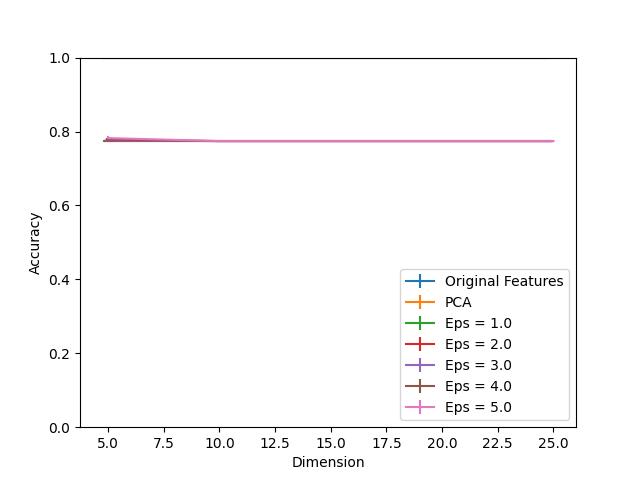 1.0
0.8
0.6
0.4
0.2
0.0
Accuracy
Original Features
PCA
Eps = 1.0
Eps = 2.0
Eps = 3.0
Eps = 4.0
Eps = 5.0
5.0 7.5 10.0 12.5 15.0 17.5 20.0 22.5 25.0
Dimension